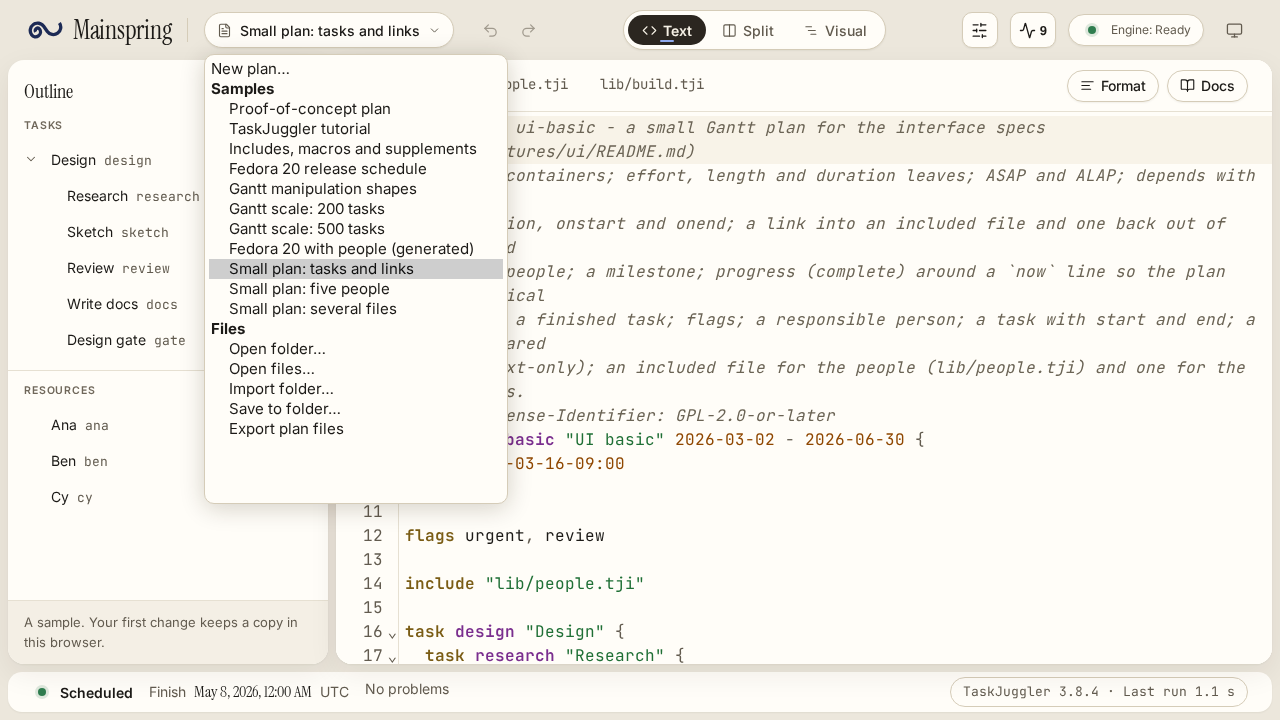 Mainspring
Small plan: tasks and links
Text
Split
Visual
9
Engine: Ready
New plan...
Samples
Proof-of-concept plan
TaskJuggler tutorial
Includes, macros and supplements
Fedora 20 release schedule
Gantt manipulation shapes
Gantt scale: 200 tasks
Gantt scale: 500 tasks
Fedora 20 with people (generated)
Small plan: tasks and links
Small plan: five people
Small plan: several files
Files
Open folder...
Open files...
Import folder...
Save to folder...
Export plan files
Outline
TASKS
Design design
Research research
Sketch sketch
Review review
Write docs docs
Design gate gate
RESOURCES
Ana ana
Ben ben
Cy cy
A sample. Your first change keeps a copy in
this browser.
ople.tji
lib/build.tji
Format
Docs
ui-basic - a small Gantt plan for the interface specs
tures/ui/README.md)
containers; effort, length and duration leaves; ASAP and ALAP; depends with
ion, onstart and onend; a link into an included file and one back out of
d
people; a milestone; progress (complete) around a `now` line so the plan
ical
a finished task; flags; a responsible person; a task with start and end; a
ared
xt-only); an included file for the people (lib/people.tji) and one for the
s.
ense-Identifier: GPL-2.0-or-later
basic "UI basic" 2026-03-02 - 2026-06-30 {
-03-16-09:00
11
12 flags urgent, review
13
14 include "lib/people.tji"
15
16 task design "Design" {
17 task research "Research" {
Scheduled
Finish May 8, 2026, 12:00 AM UTC
No problems
TaskJuggler 3.8.4 · Last run 1.1 s